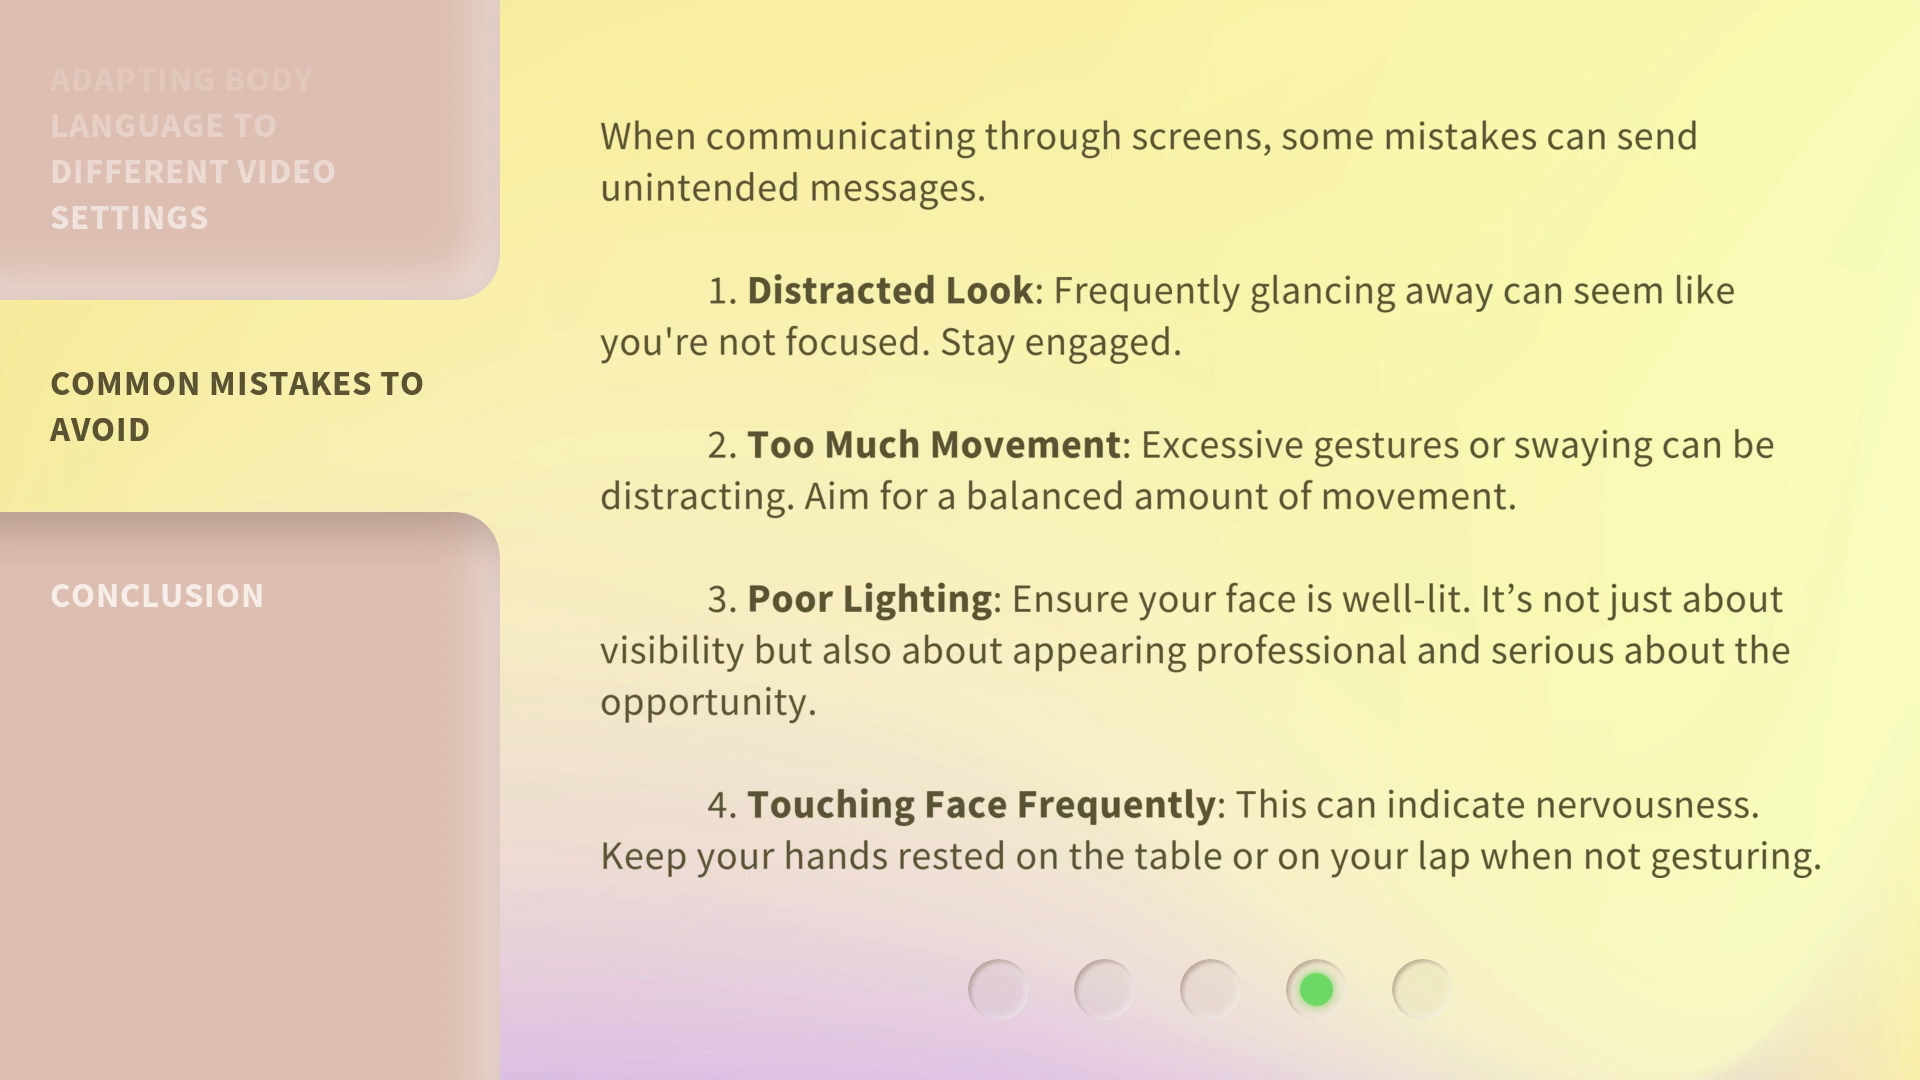 ADAPTING BODY
LANGUAGE TO
DIFFERENT VIDEO
SETTINGS
COMMON MISTAKES TO
AVOID
CONCLUSION
When communicating through screens, some mistakes can send
unintended messages.
1. Distracted Look: Frequently glancing away can seem like
you're not focused. Stay engaged.
2. Too Much Movement: Excessive gestures or swaying can be
distracting. Aim for a balanced amount of movement.
3. Poor Lighting: Ensure your face is well-lit. It’s not just about
visibility but also about appearing professional and serious about the
opportunity.
4. Touching Face Frequently: This can indicate nervousness.
Keep your hands rested on the table or on your lap when not gesturing.